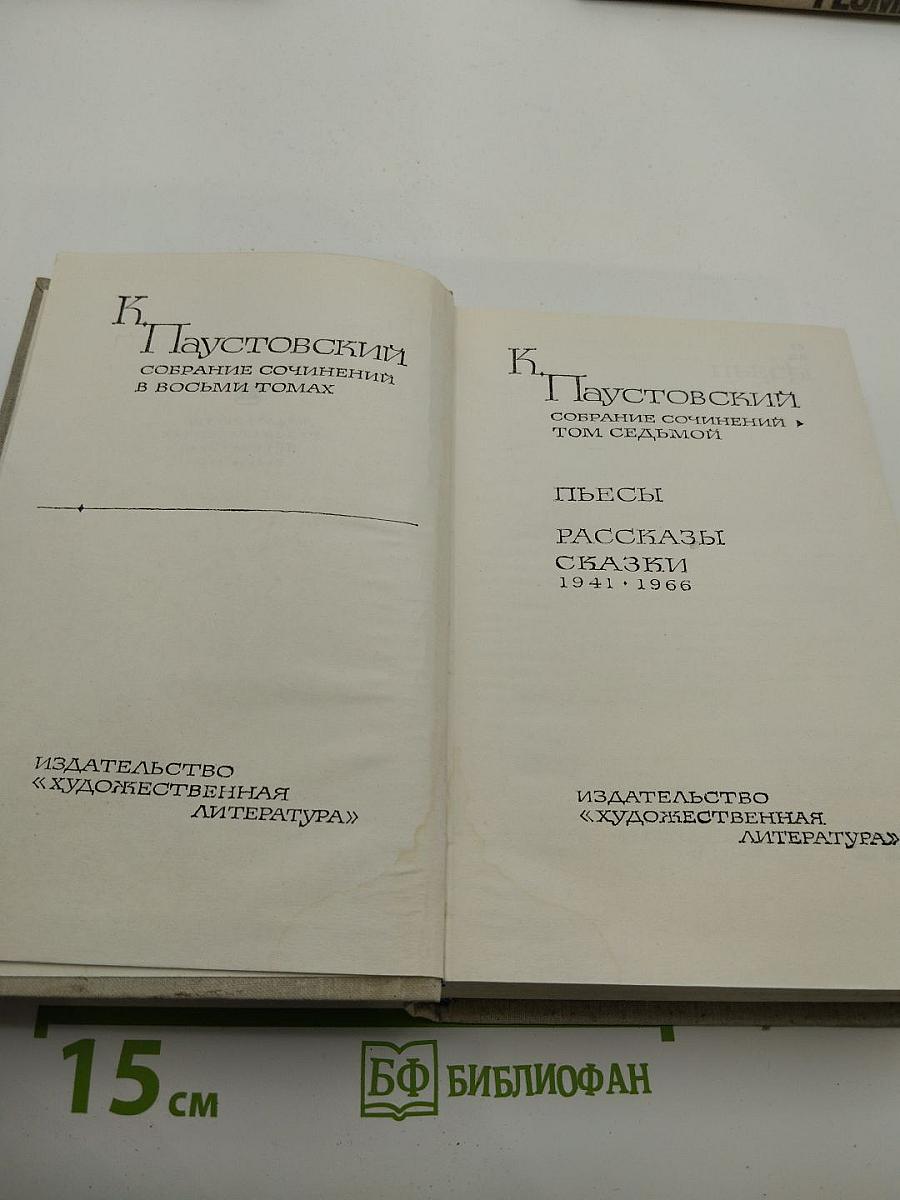 К. Паустовский
СОБРАНИЕ СОЧИНЕНИЙ
В ВОСЬМИ ТОМАХ
ИЗДАТЕЛЬСТВО
«ХУДОЖЕСТВЕННАЯ
ЛИТЕРАТУРА»
К. Паустовский
СОБРАНИЕ СОЧИНЕНИЙ
ТОМ СЕДЬМОЙ
ПЬЕСЫ
РАССКАЗЫ
СКАЗКИ
1941 · 1966
ИЗДАТЕЛЬСТВО
«ХУДОЖЕСТВЕННАЯ
ЛИТЕРАТУРА»
15 см
БФ БИБЛИОФАН